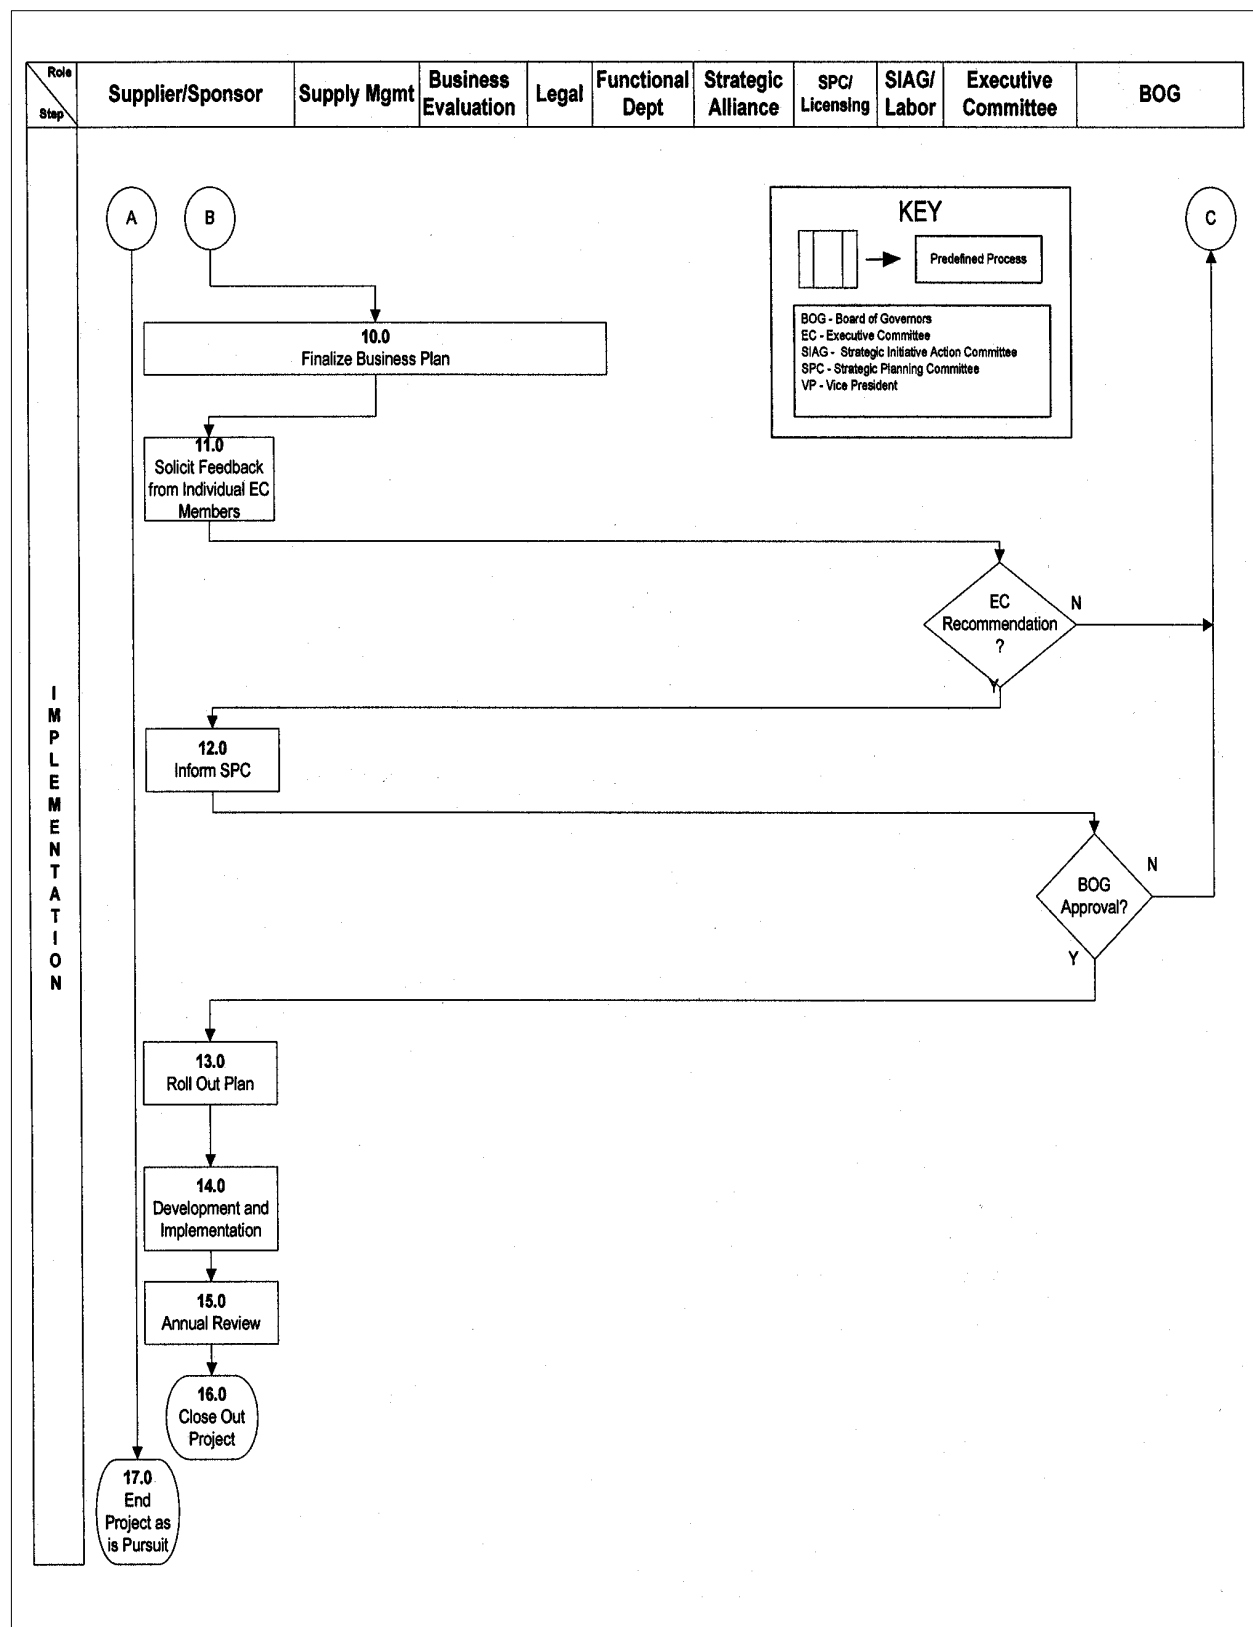 Role
Step
Supplier/Sponsor
Supply Mgmt
Business
Evaluation
Legal
Functional
Dept
Strategic
Alliance
SPC/
Licensing
SIAG/
Labor
Executive
Committee
BOG
A
B
C
KEY
Predefined Process
BOG - Board of Governors
EC - Executive Committee
SIAG - Strategic Initiative Action Committee
SPC - Strategic Planning Committee
VP - Vice President
10.0
Finalize Business Plan
11.0
Solicit Feedback
from Individual EC
Members
EC
Recommendation
?
N
Y
12.0
Inform SPC
BOG
Approval?
N
Y
IMPLEMENTATION
13.0
Roll Out Plan
14.0
Development and
Implementation
15.0
Annual Review
16.0
Close Out
Project
17.0
End
Project as
is Pursuit